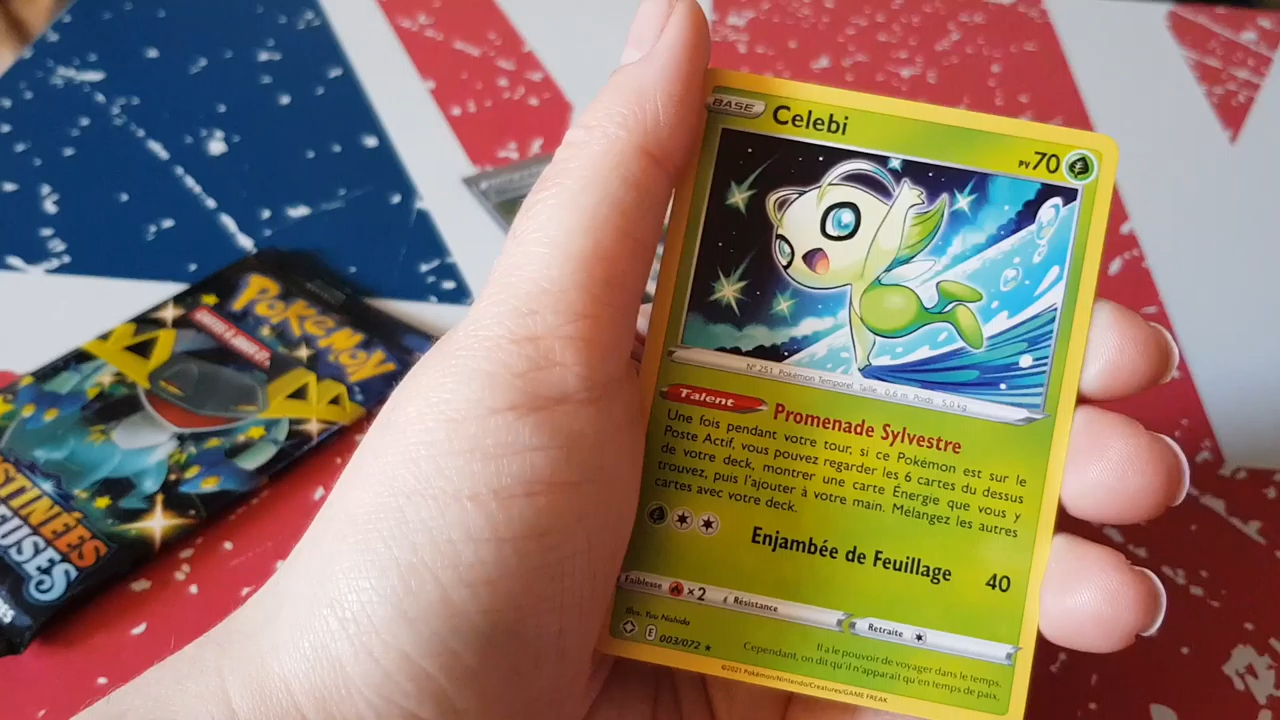 BASE
Celebi
PV 70
N° 251 Pokémon Temporel Taille : 0,6 m Poids : 5,0 kg
Talent
Promenade Sylvestre
Une fois pendant votre tour, si ce Pokémon est sur le
Poste Actif, vous pouvez regarder les 6 cartes du dessus
de votre deck, montrer une carte Énergie que vous y
trouvez, puis l'ajouter à votre main. Mélangez les autres
cartes avec votre deck.
Enjambée de Feuillage 40
Faiblesse ×2 Résistance
Retraite
Illus. Yuu Nishida
E 003/072 ★
Il a le pouvoir de voyager dans le temps.
Cependant, on dit qu'il n'apparaît qu'en temps de paix.
©2021 Pokémon/Nintendo/Creatures/GAME FREAK
POKÉMON
STINÉES
EUSES